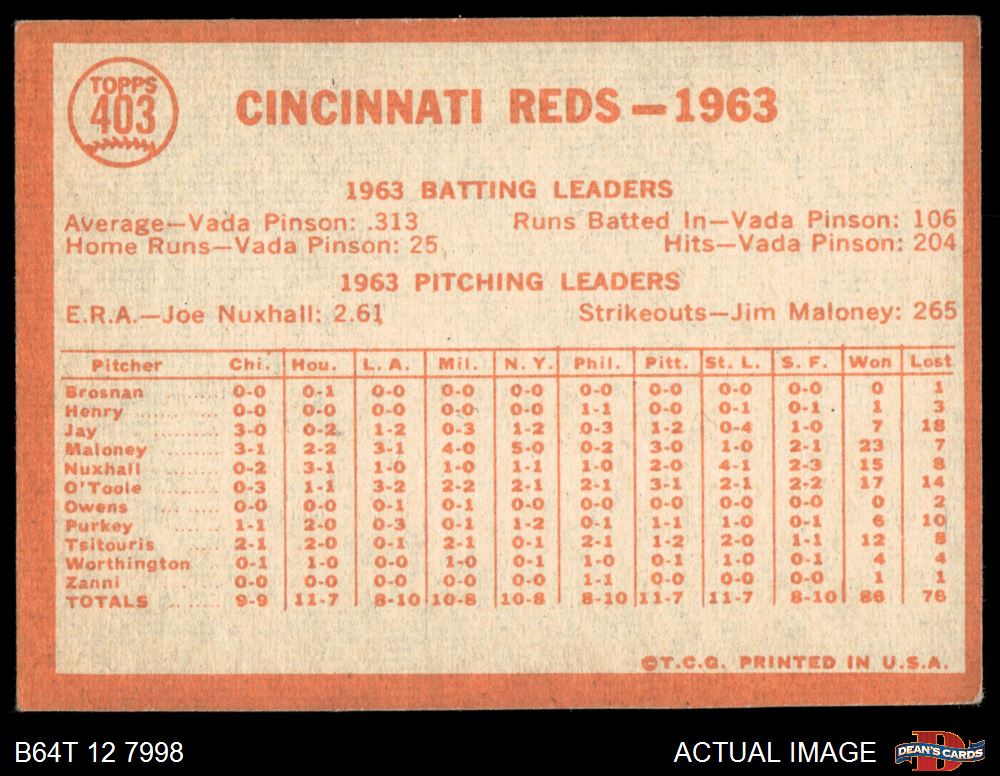 TOPPS
403
CINCINNATI REDS—1963
1963 BATTING LEADERS
Average—Vada Pinson: .313 Runs Batted In—Vada Pinson: 106
Home Runs—Vada Pinson: 25 Hits—Vada Pinson: 204
1963 PITCHING LEADERS
E.R.A.—Joe Nuxhall: 2.61 Strikeouts—Jim Maloney: 265
Pitcher Chi. Hou. L. A. Mil. N. Y. Phil. Pitt. St. L. S. F. Won Lost
Brosnan 0-0 0-1 0-0 0-0 0-0 0-0 0-0 0-0 0-0 0 1
Henry 0-0 0-0 0-0 0-0 0-0 1-1 0-0 0-1 0-1 1 3
Jay 3-0 0-2 1-2 0-3 1-2 0-3 1-2 0-4 1-0 7 18
Maloney 3-1 2-2 3-1 4-0 5-0 0-2 3-0 1-0 2-1 23 7
Nuxhall 0-2 3-1 1-0 1-0 1-1 1-0 2-0 4-1 2-3 15 8
O'Toole 0-3 1-1 3-2 2-2 2-1 2-1 3-1 2-1 2-2 17 14
Owens 0-0 0-0 0-1 0-1 0-0 0-0 0-0 0-0 0-0 0 2
Purkey 1-1 2-0 0-3 0-1 1-2 0-1 1-1 1-0 0-1 6 10
Tsitouris 2-1 2-0 0-1 2-1 0-1 2-1 1-2 2-0 1-1 12 8
Worthington 0-1 1-0 0-0 1-0 0-1 1-0 0-1 1-0 0-1 4 4
Zanni 0-0 0-0 0-0 0-0 0-0 1-1 0-0 0-0 0-0 1 1
TOTALS 9-9 11-7 8-10 10-8 10-8 8-10 11-7 11-7 8-10 86 76
©T.C.G. PRINTED IN U.S.A.
B64T 12 7998 ACTUAL IMAGE DEAN'S CARDS